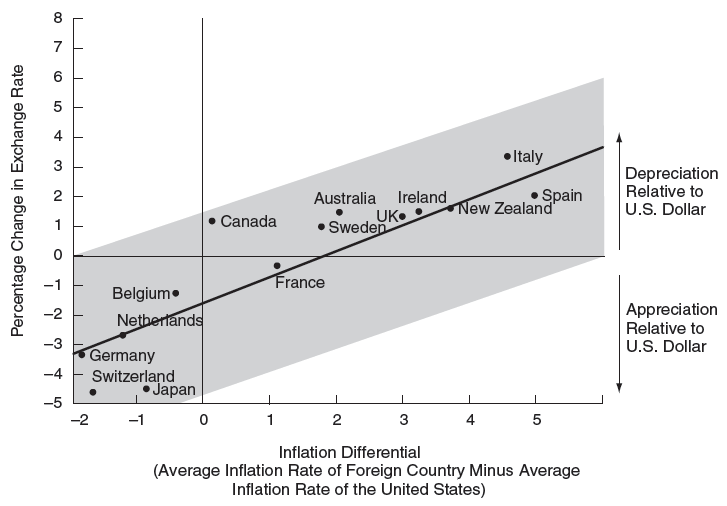 8
7
6
5
4
3
2
1
0
−1
−2
−3
−4
−5
Percentage Change in Exchange Rate
Italy
Spain
Australia
Ireland
UK
New Zealand
Canada
Sweden
France
Belgium
Netherlands
Germany
Switzerland
Japan
Depreciation
Relative to
U.S. Dollar
Appreciation
Relative to
U.S. Dollar
−2 −1 0 1 2 3 4 5
Inflation Differential
(Average Inflation Rate of Foreign Country Minus Average
Inflation Rate of the United States)